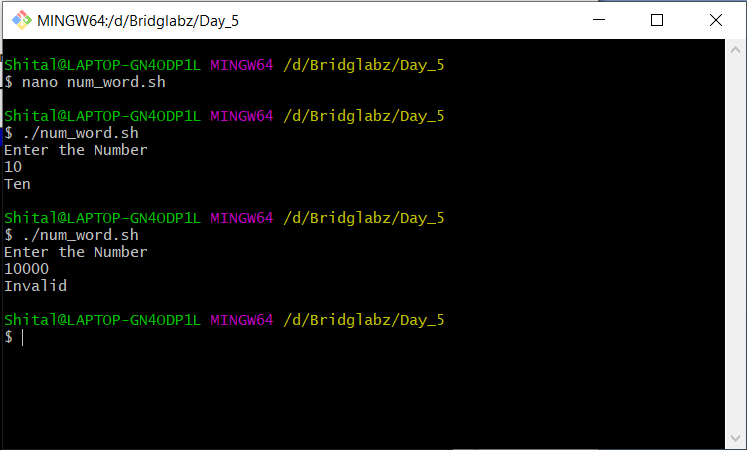 MINGW64:/d/Bridglabz/Day_5
Shital@LAPTOP-GN4ODP1L MINGW64 /d/Bridglabz/Day_5
$ nano num_word.sh
Shital@LAPTOP-GN4ODP1L MINGW64 /d/Bridglabz/Day_5
$ ./num_word.sh
Enter the Number
10
Ten
Shital@LAPTOP-GN4ODP1L MINGW64 /d/Bridglabz/Day_5
$ ./num_word.sh
Enter the Number
10000
Invalid
Shital@LAPTOP-GN4ODP1L MINGW64 /d/Bridglabz/Day_5
$